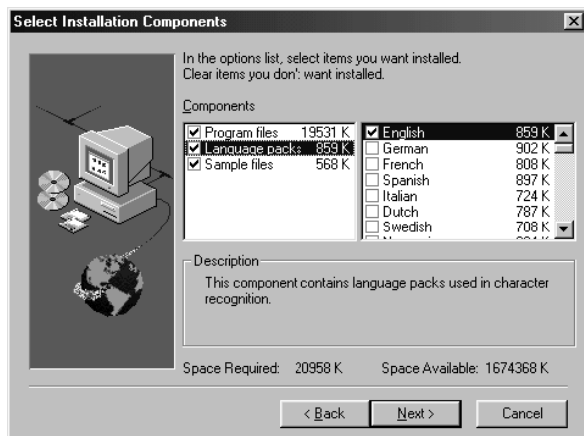 Select Installation Components
In the options list, select items you want installed.
Clear items you don': want installed.
Components
Program files 19531 K
Language packs 859 K
Sample files 568 K
English 859 K
German 902 K
French 808 K
Spanish 897 K
Italian 724 K
Dutch 787 K
Swedish 708 K
Description
This component contains language packs used in character
recognition.
Space Required: 20958 K Space Available: 1674368 K
< Back Next > Cancel